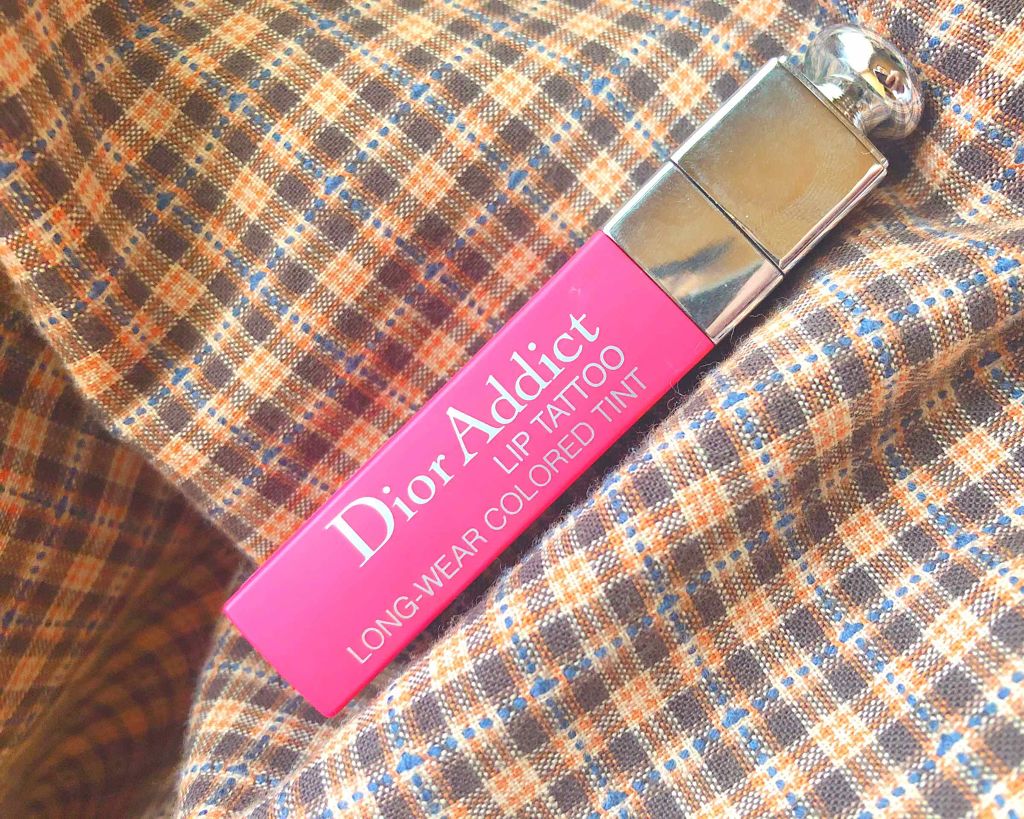 Dior Addict
LIP TATTOO
LONG-WEAR COLORED TINT